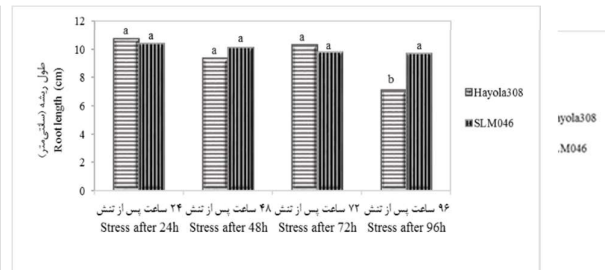 طول ریشه (سانتی‌متر)
Root length (cm)
12
10
8
6
4
2
0
a a a a a a b a
۲۴ ساعت پس از تنش ۴۸ ساعت پس از تنش ۷۲ ساعت پس از تنش ۹۶ ساعت پس از تنش
Stress after 24h Stress after 48h Stress after 72h Stress after 96h
Hayola308
SLM046
yola308
M046